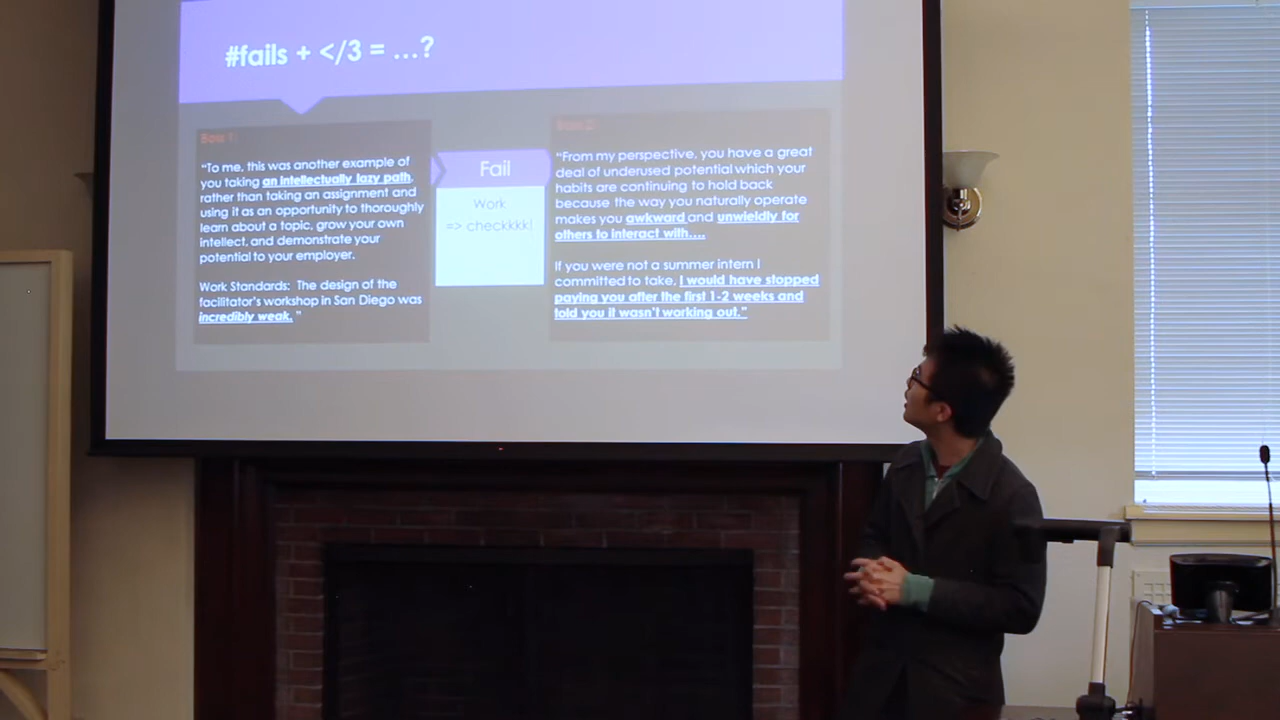 #fails + </3 = ...?
Boss 1:
"To me, this was another example of
you taking an intellectually lazy path,
rather than taking an assignment and
using it as an opportunity to thoroughly
learn about a topic, grow your own
intellect, and demonstrate your
potential to your employer.
Work Standards: The design of the
facilitator's workshop in San Diego was
incredibly weak. "
Fail
Work
=> checkkkk!
"From my perspective, you have a great
deal of underused potential which your
habits are continuing to hold back
because the way you naturally operate
makes you awkward and unwieldly for
others to interact with....
If you were not a summer intern I
committed to take, I would have stopped
paying you after the first 1-2 weeks and
told you it wasn't working out."